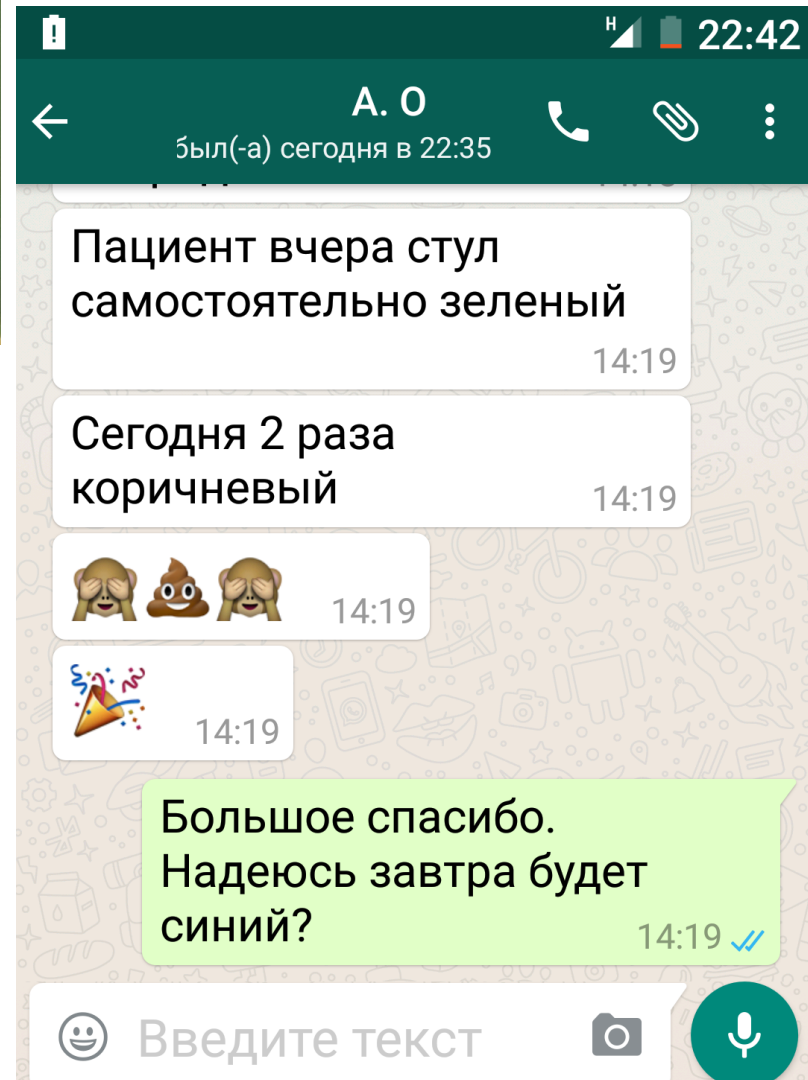 H
22:42
А. О
был(-а) сегодня в 22:35
Пациент вчера стул
самостоятельно зеленый
14:19
Сегодня 2 раза
коричневый
14:19
14:19
14:19
Большое спасибо.
Надеюсь завтра будет
синий?
14:19
Введите текст